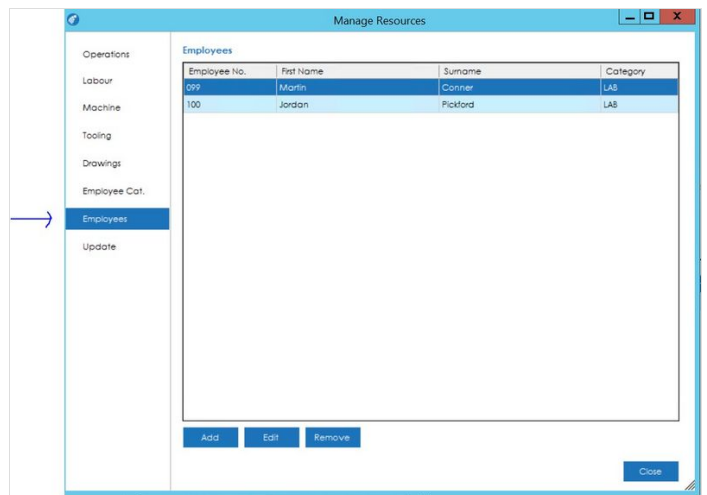 Manage Resources
Operations
Labour
Machine
Tooling
Drawings
Employee Cat.
Employees
Update
Employees
Employee No. First Name Surname Category
099 Martin Conner LAB
100 Jordan Pickford LAB
Add Edit Remove
Close